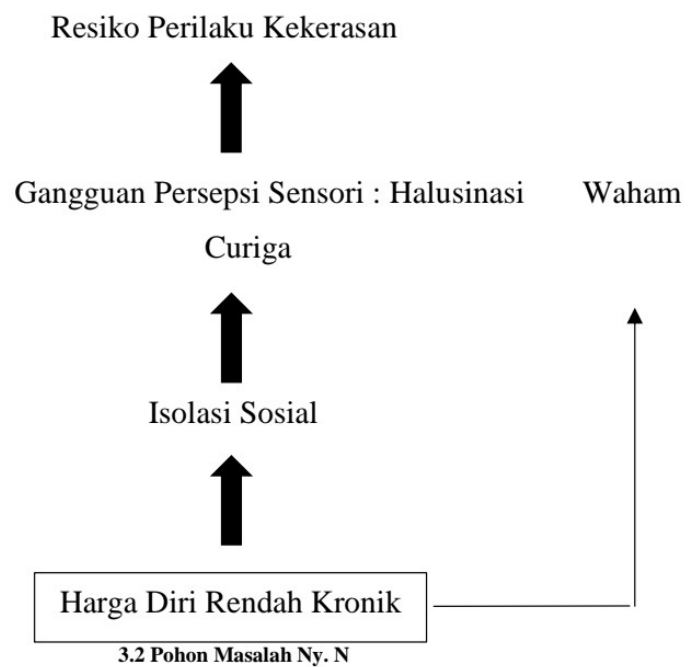 Resiko Perilaku Kekerasan
Gangguan Persepsi Sensori : Halusinasi Waham
Curiga
Isolasi Sosial
Harga Diri Rendah Kronik
3.2 Pohon Masalah Ny. N